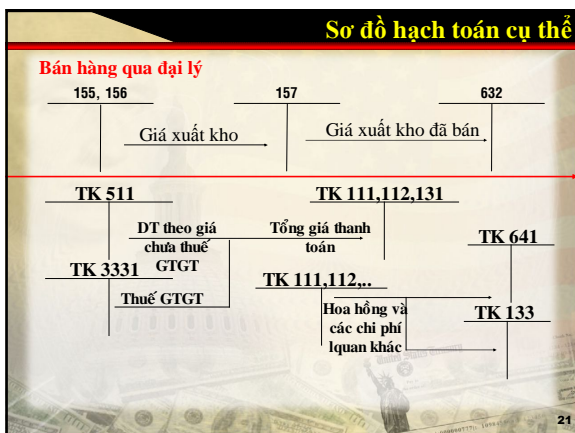 Sơ đồ hạch toán cụ thể
Bán hàng qua đại lý
155, 156 157 632
Giá xuất kho Giá xuất kho đã bán
TK 511 TK 111,112,131
DT theo giá
chưa thuế
GTGT
Tổng giá thanh
toán
TK 641
TK 3331
TK 111,112,..
Thuế GTGT
Hoa hồng và
các chi phí
lquan khác
TK 133
21